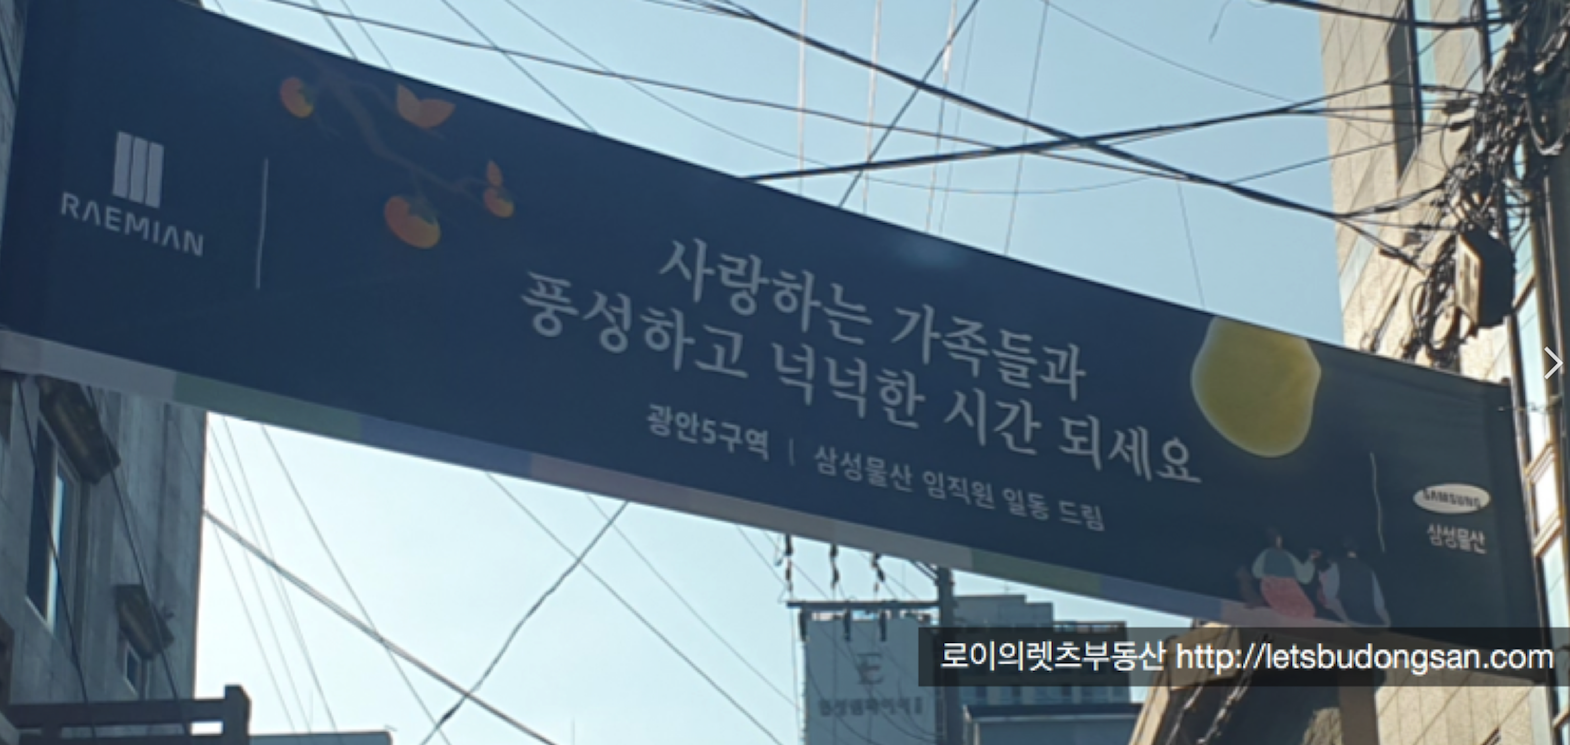 RAEMIAN
사랑하는 가족들과
풍성하고 넉넉한 시간 되세요
광안5구역 | 삼성물산 임직원 일동 드림
SAMSUNG
삼성물산
로이의렛츠부동산 http://letsbudongsan.com